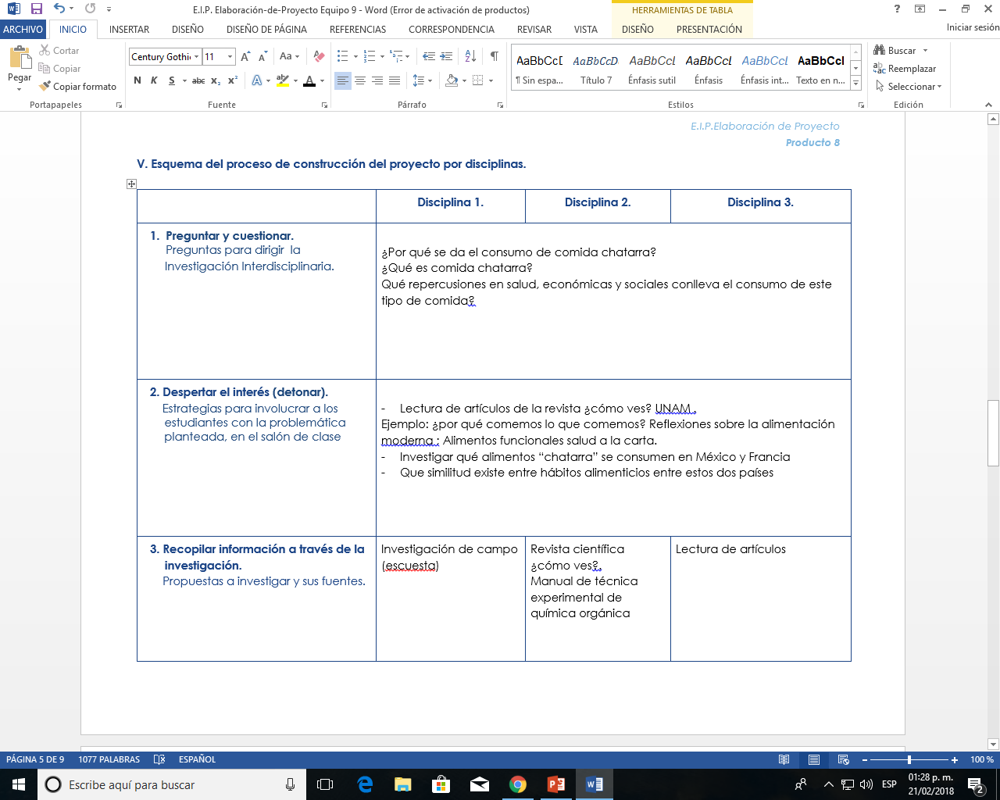 E.I.P. Elaboración-de-Proyecto Equipo 9 - Word (Error de activación de productos)
HERRAMIENTAS DE TABLA
ARCHIVO INICIO INSERTAR DISEÑO DISEÑO DE PÁGINA REFERENCIAS CORRESPONDENCIA REVISAR VISTA DISEÑO PRESENTACIÓN Iniciar sesión
Pegar
Cortar
Copiar
Copiar formato
Portapapeles
Century Gothi 11
N K S abc x₂ x²
Fuente
Párrafo
AaBbCcD AaBbCcD AaBbCcL AaBbCcL AaBbCcL AaBbCcl
¶ Sin espa... Título 7 Énfasis sutil Énfasis Énfasis int... Texto en n...
Estilos
Buscar
Reemplazar
Seleccionar
Edición
E.I.P.Elaboración de Proyecto
Producto 8
V. Esquema del proceso de construcción del proyecto por disciplinas.
Disciplina 1. Disciplina 2. Disciplina 3.
1. Preguntar y cuestionar.
Preguntas para dirigir la
Investigación Interdisciplinaria.
¿Por qué se da el consumo de comida chatarra?
¿Qué es comida chatarra?
Qué repercusiones en salud, económicas y sociales conlleva el consumo de este
tipo de comida?
2. Despertar el interés (detonar).
Estrategias para involucrar a los
estudiantes con la problemática
planteada, en el salón de clase
- Lectura de artículos de la revista ¿cómo ves? UNAM .
Ejemplo: ¿por qué comemos lo que comemos? Reflexiones sobre la alimentación
moderna ; Alimentos funcionales salud a la carta.
- Investigar qué alimentos “chatarra” se consumen en México y Francia
- Que similitud existe entre hábitos alimenticios entre estos dos países
3. Recopilar información a través de la
investigación.
Propuestas a investigar y sus fuentes.
Investigación de campo
(escuesta)
Revista científica
¿cómo ves?.
Manual de técnica
experimental de
química orgánica
Lectura de artículos
PÁGINA 5 DE 9 1077 PALABRAS ESPAÑOL 100 %
Escribe aquí para buscar
ESP
01:28 p. m.
21/02/2018
2